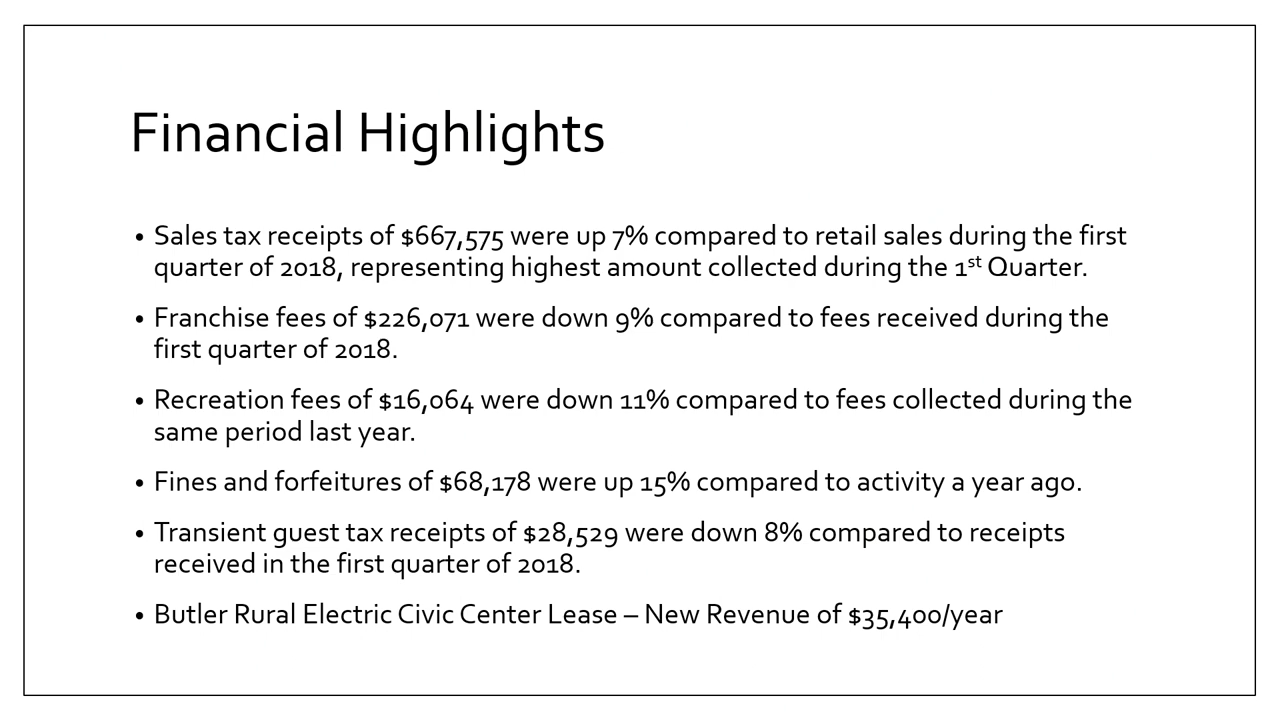 Financial Highlights
• Sales tax receipts of $667,575 were up 7% compared to retail sales during the first
quarter of 2018, representing highest amount collected during the 1st Quarter.
• Franchise fees of $226,071 were down 9% compared to fees received during the
first quarter of 2018.
• Recreation fees of $16,064 were down 11% compared to fees collected during the
same period last year.
• Fines and forfeitures of $68,178 were up 15% compared to activity a year ago.
• Transient guest tax receipts of $28,529 were down 8% compared to receipts
received in the first quarter of 2018.
• Butler Rural Electric Civic Center Lease – New Revenue of $35,400/year